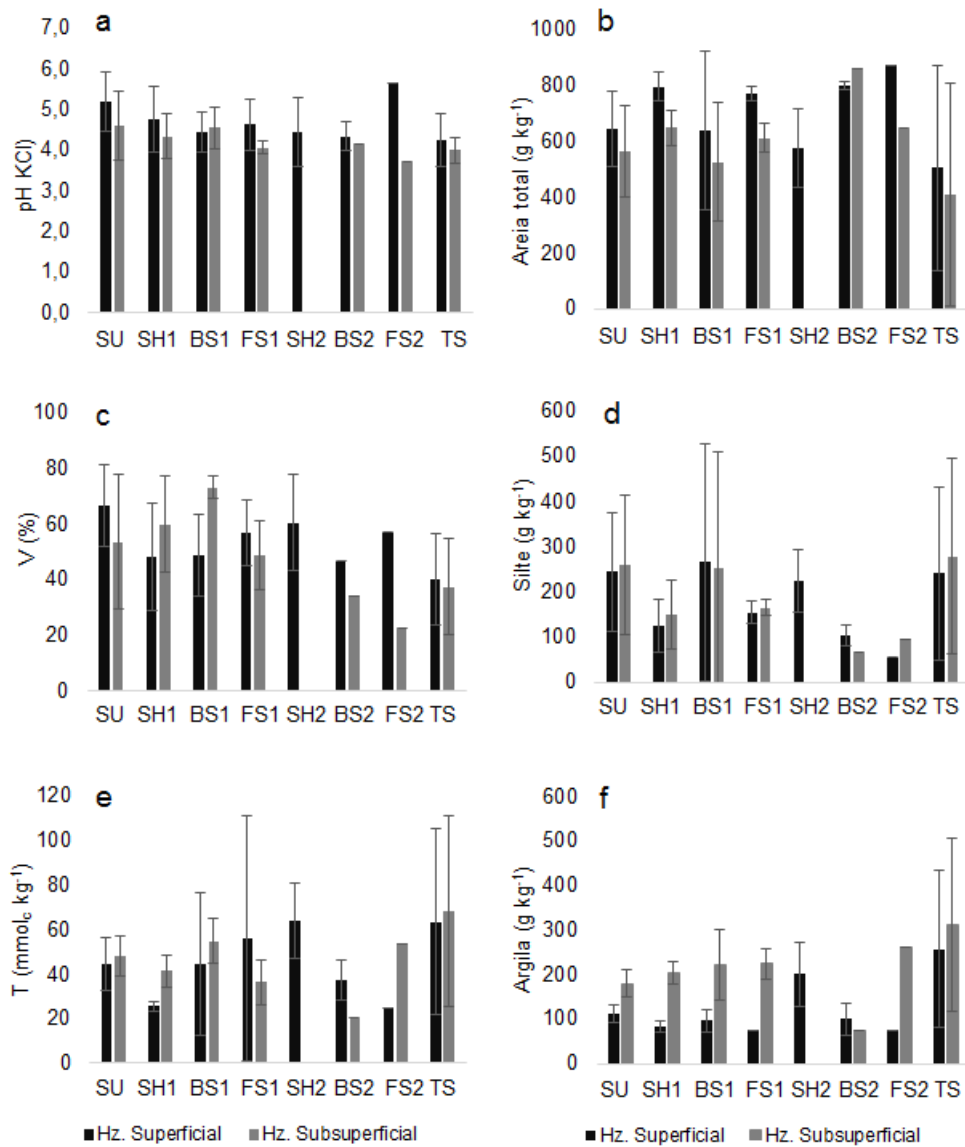 a
7,0
6,0
5,0
4,0
3,0
2,0
1,0
0,0
pH KCl
SU SH1 BS1 FS1 SH2 BS2 FS2 TS
b
1000
800
600
400
200
0
Areia total (g kg⁻¹)
SU SH1 BS1 FS1 SH2 BS2 FS2 TS
c
100
80
60
40
20
0
V (%)
SU SH1 BS1 FS1 SH2 BS2 FS2 TS
d
600
500
400
300
200
100
0
Silte (g kg⁻¹)
SU SH1 BS1 FS1 SH2 BS2 FS2 TS
e
120
100
80
60
40
20
0
T (mmolc kg⁻¹)
SU SH1 BS1 FS1 SH2 BS2 FS2 TS
Hz. Superficial Hz. Subsuperficial
f
600
500
400
300
200
100
0
Argila (g kg⁻¹)
SU SH1 BS1 FS1 SH2 BS2 FS2 TS
Hz. Superficial Hz. Subsuperficial